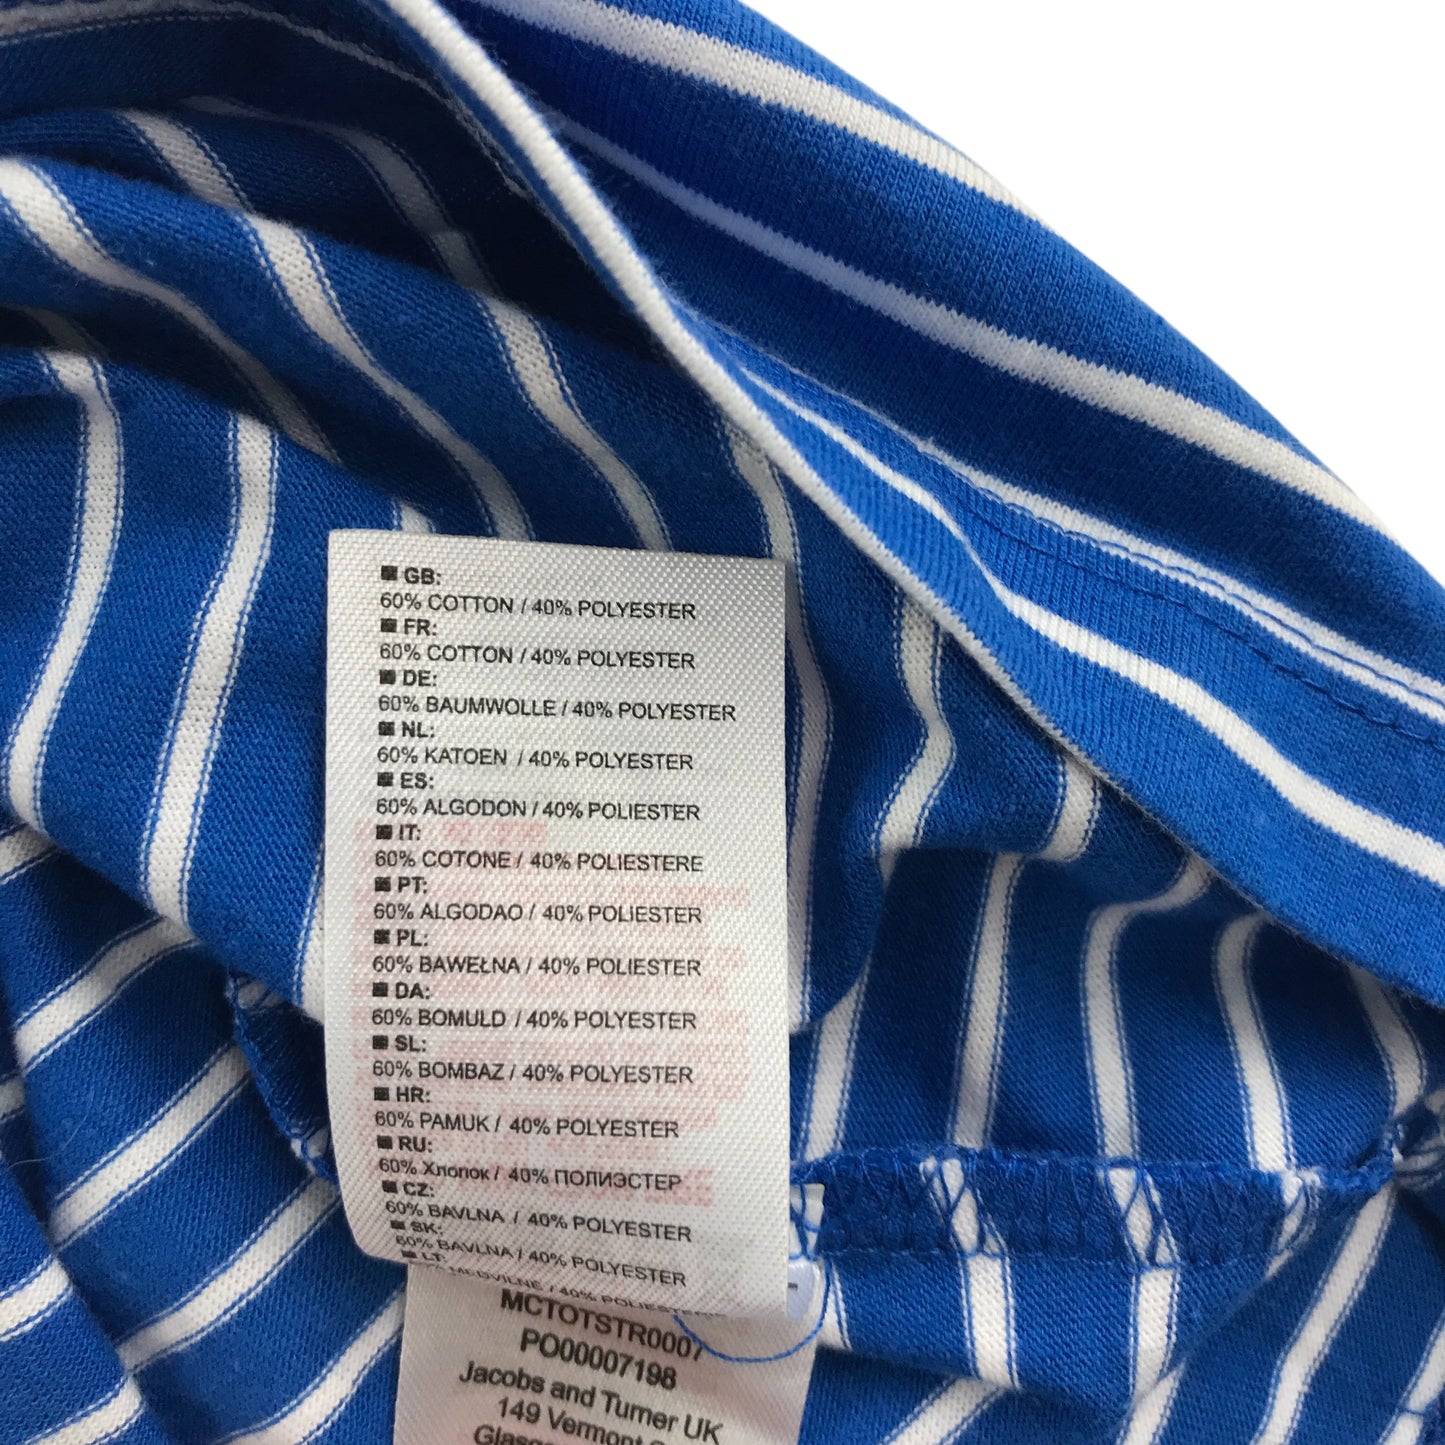 GB:
60% COTTON / 40% POLYESTER
FR:
60% COTTON / 40% POLYESTER
DE:
60% BAUMWOLLE / 40% POLYESTER
NL:
60% KATOEN / 40% POLYESTER
ES:
60% ALGODON / 40% POLIESTER
IT:
60% COTONE / 40% POLIESTERE
PT:
60% ALGODAO / 40% POLIESTER
PL:
60% BAWEŁNA / 40% POLIESTER
DA:
60% BOMULD / 40% POLYESTER
SL:
60% BOMBAZ / 40% POLYESTER
HR:
60% PAMUK / 40% POLYESTER
RU:
60% Хлопок / 40% ПОЛИЭСТЕР
CZ:
60% BAVLNA / 40% POLYESTER
SK:
60% BAVLNA / 40% POLYESTER
LT:
MEDVILNE / 40%
MCTOTSTR0007
PO00007198
Jacobs and Turner UK
149 Vermont